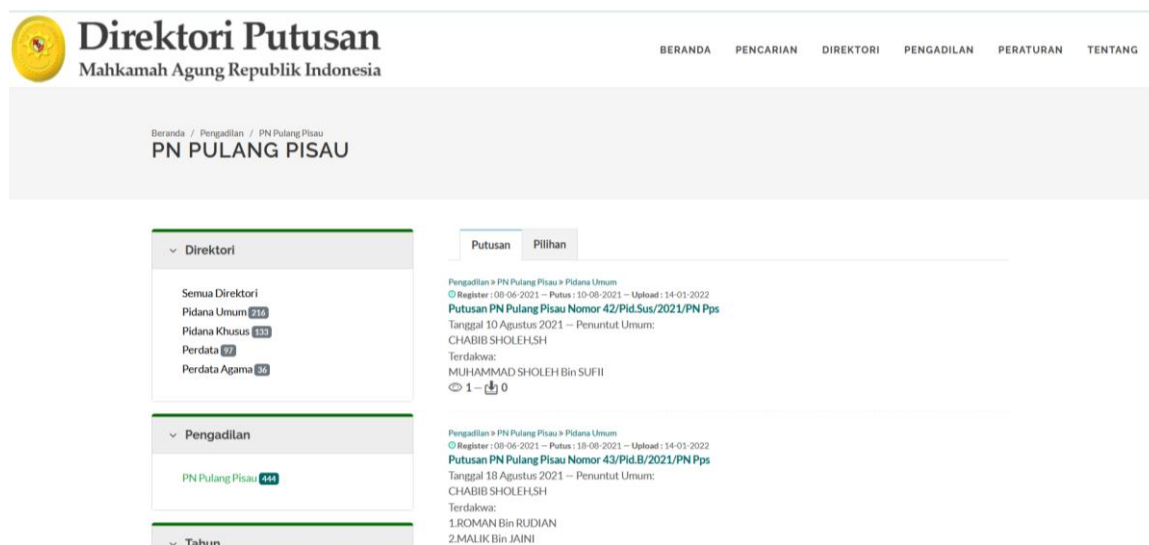 Direktori Putusan
Mahkamah Agung Republik Indonesia
BERANDA PENCARIAN DIREKTORI PENGADILAN PERATURAN TENTANG
Beranda / Pengadilan / PN Pulang Pisau
PN PULANG PISAU
Direktori
Semua Direktori
Pidana Umum 216
Pidana Khusus 133
Perdata 97
Perdata Agama 36
Pengadilan
PN Pulang Pisau 444
Tahun
Putusan Pilihan
Pengadilan » PN Pulang Pisau » Pidana Umum
Register : 08-06-2021 — Putus : 10-08-2021 — Upload : 14-01-2022
Putusan PN Pulang Pisau Nomor 42/Pid.Sus/2021/PN Pps
Tanggal 10 Agustus 2021 — Penuntut Umum:
CHABIB SHOLEH,SH
Terdakwa:
MUHAMMAD SHOLEH Bin SUFII
1 — 0
Pengadilan » PN Pulang Pisau » Pidana Umum
Register : 08-06-2021 — Putus : 18-08-2021 — Upload : 14-01-2022
Putusan PN Pulang Pisau Nomor 43/Pid.B/2021/PN Pps
Tanggal 18 Agustus 2021 — Penuntut Umum:
CHABIB SHOLEH,SH
Terdakwa:
1.ROMAN Bin RUDIAN
2.MALIK Bin JAINI